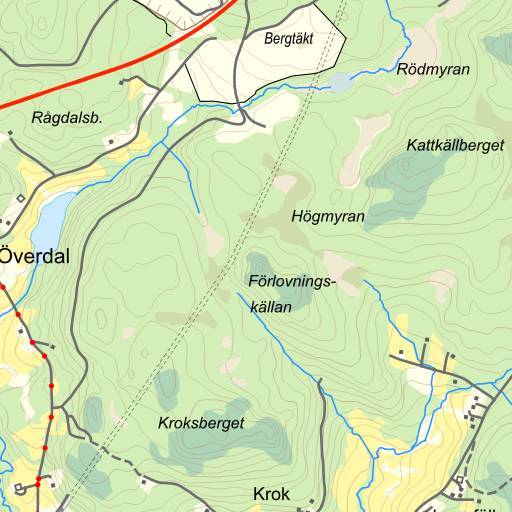 Bergtäkt
Rödmyran
Rågdalsb.
Kattkällberget
Högmyran
Överdal
Förlovnings-
källan
Kroksberget
Krok